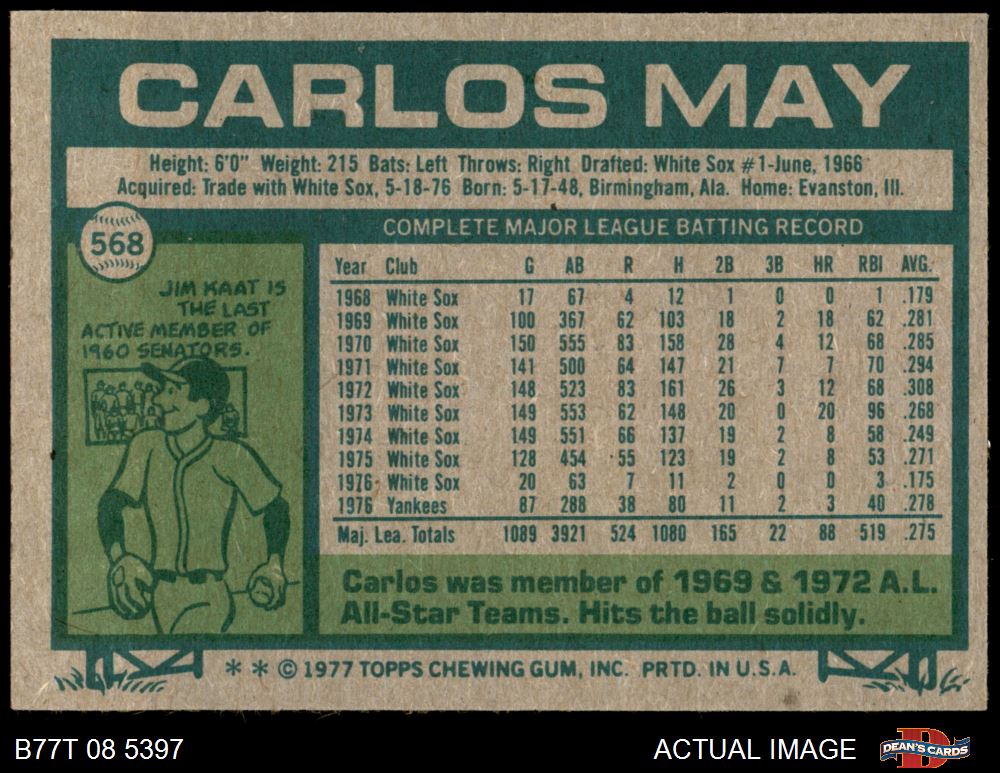 CARLOS MAY
Height: 6'0" Weight: 215 Bats: Left Throws: Right Drafted: White Sox #1-June, 1966
Acquired: Trade with White Sox, 5-18-76 Born: 5-17-48, Birmingham, Ala. Home: Evanston, Ill.
568
JIM KAAT IS
THE LAST
ACTIVE MEMBER OF
1960 SENATORS.
COMPLETE MAJOR LEAGUE BATTING RECORD
Year Club G AB R H 2B 3B HR RBI AVG.
1968 White Sox 17 67 4 12 1 0 0 1 .179
1969 White Sox 100 367 62 103 18 2 18 62 .281
1970 White Sox 150 555 83 158 28 4 12 68 .285
1971 White Sox 141 500 64 147 21 7 7 70 .294
1972 White Sox 148 523 83 161 26 3 12 68 .308
1973 White Sox 149 553 62 148 20 0 20 96 .268
1974 White Sox 149 551 66 137 19 2 8 58 .249
1975 White Sox 128 454 55 123 19 2 8 53 .271
1976 White Sox 20 63 7 11 2 0 0 3 .175
1976 Yankees 87 288 38 80 11 2 3 40 .278
Maj. Lea. Totals 1089 3921 524 1080 165 22 88 519 .275
Carlos was member of 1969 & 1972 A.L.
All-Star Teams. Hits the ball solidly.
* * © 1977 TOPPS CHEWING GUM, INC. PRTD. IN U.S.A.
B77T 08 5397
ACTUAL IMAGE
DEAN'S CARDS